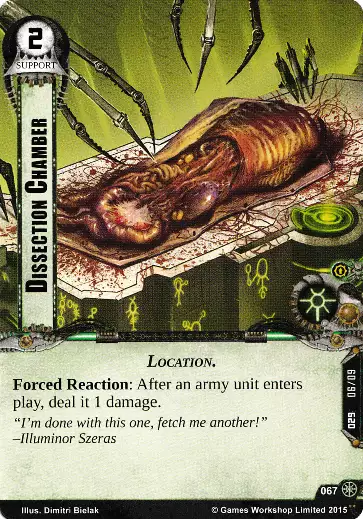 2
SUPPORT
DISSECTION CHAMBER
LOCATION.
Forced Reaction: After an army unit enters
play, deal it 1 damage.
“I’m done with this one, fetch me another!”
–Illuminor Szeras
029 06/09
067
Illus. Dimitri Bielak
© Games Workshop Limited 2015